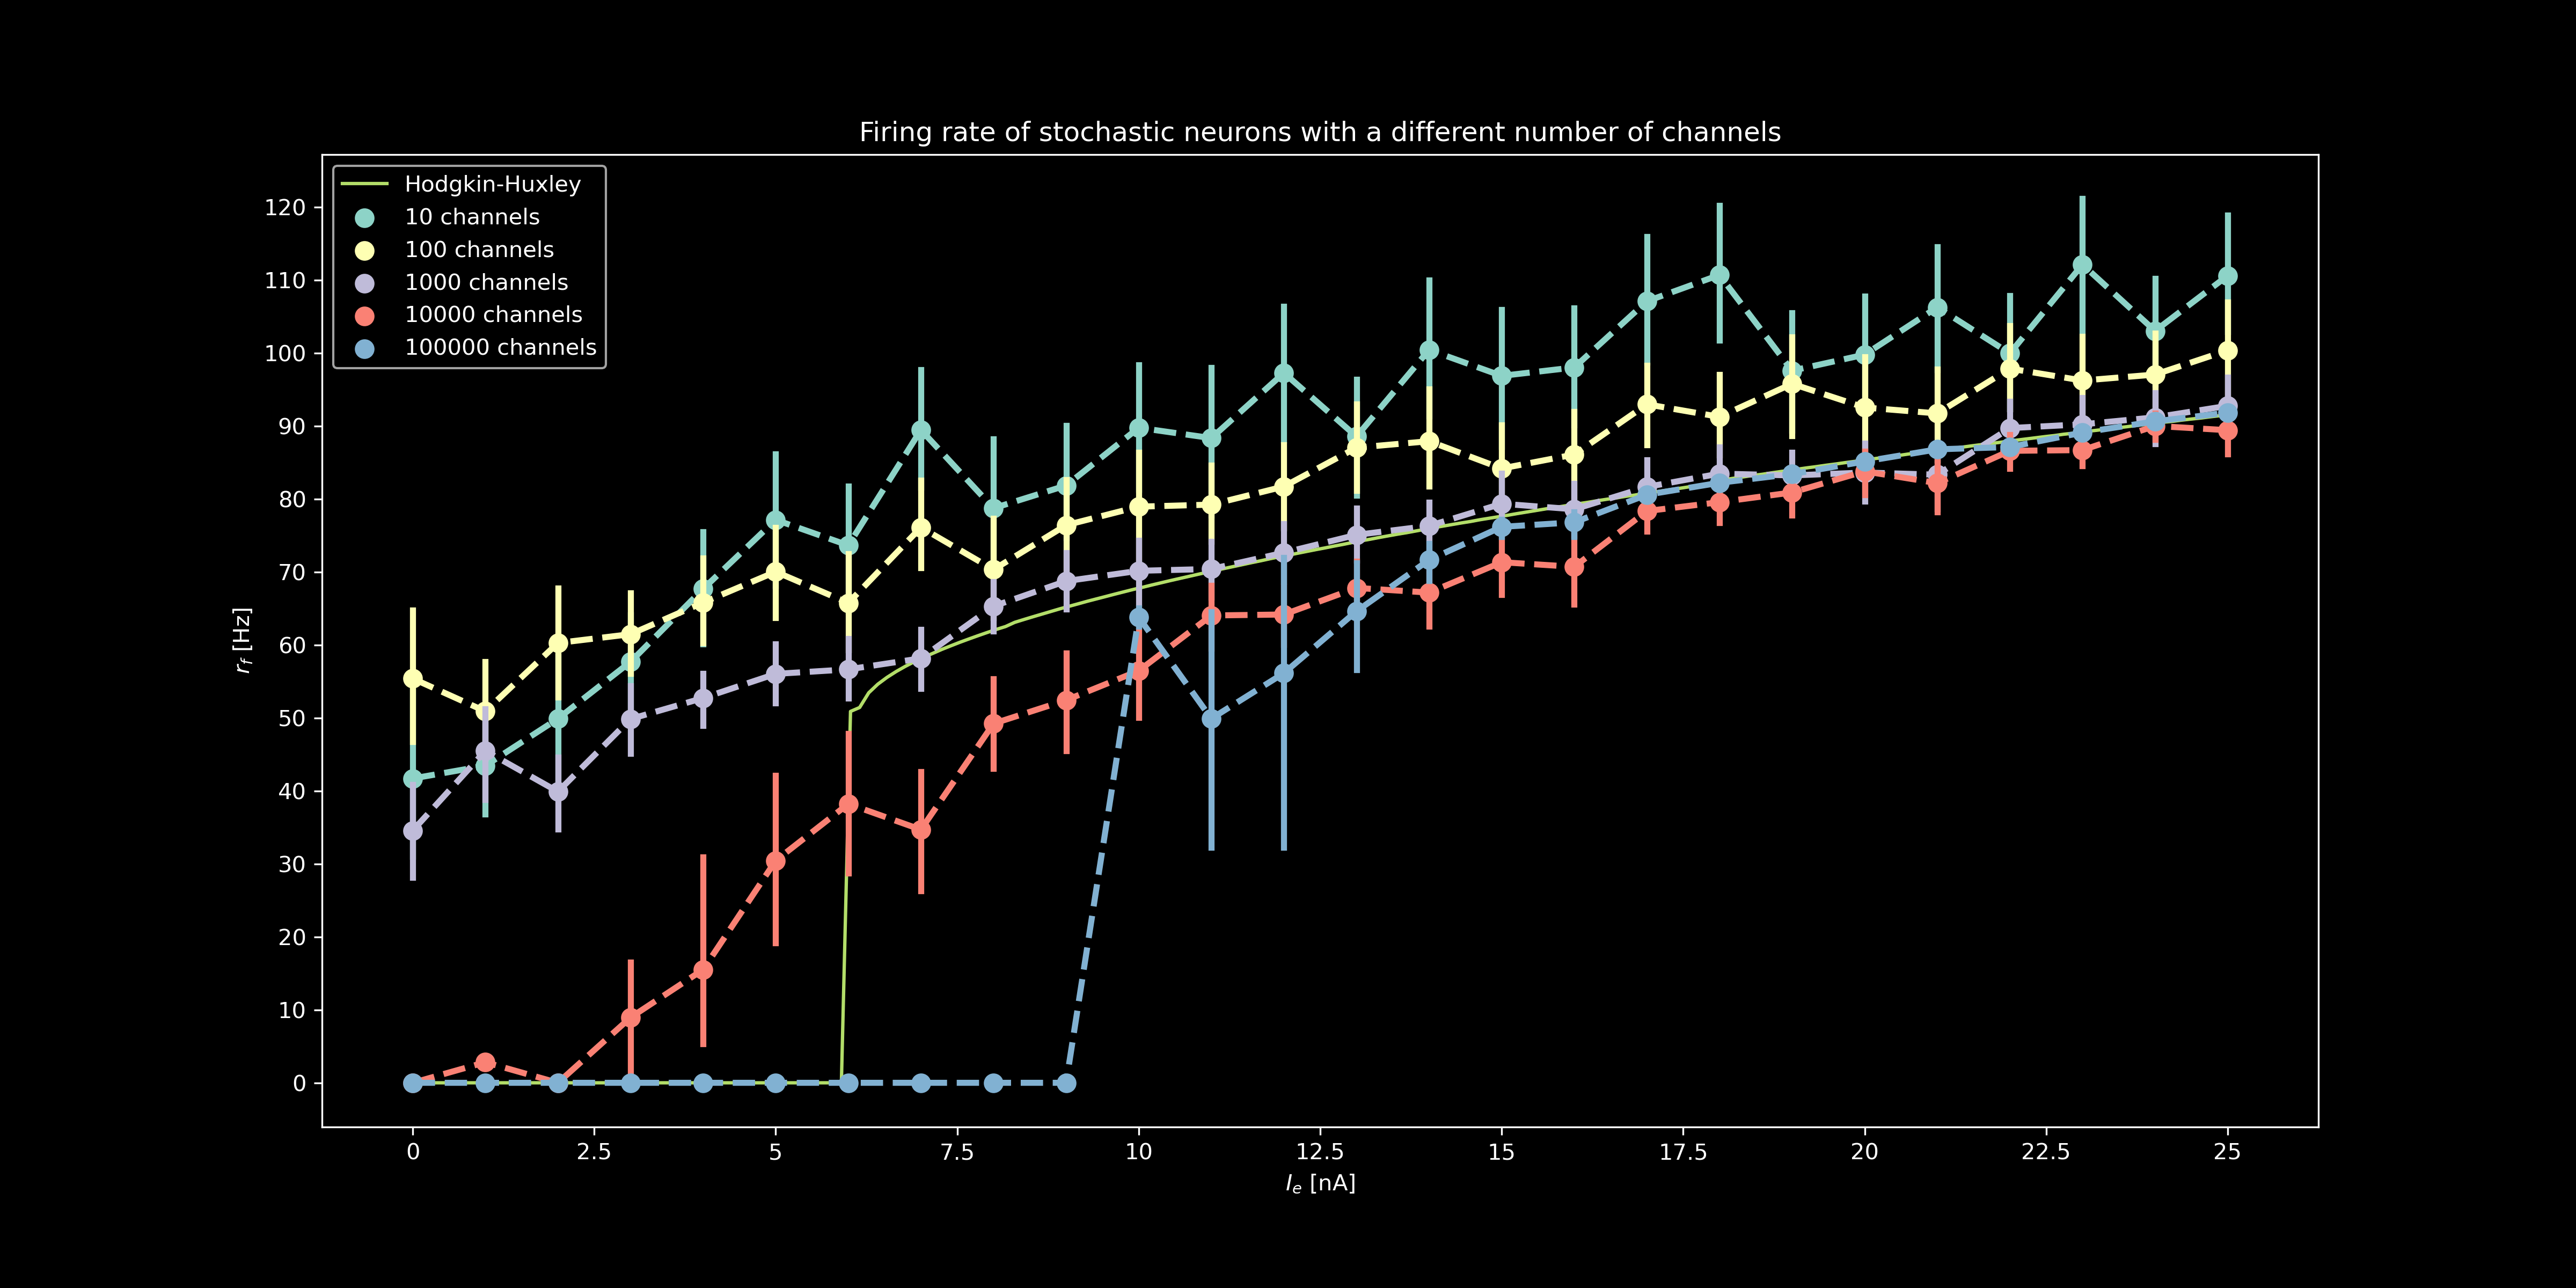 Firing rate of stochastic neurons with a different number of channels
Hodgkin-Huxley
10 channels
100 channels
1000 channels
10000 channels
100000 channels
120
110
100
90
80
70
60
50
40
30
20
10
0
r_f [Hz]
0 2.5 5 7.5 10 12.5 15 17.5 20 22.5 25
I_e [nA]